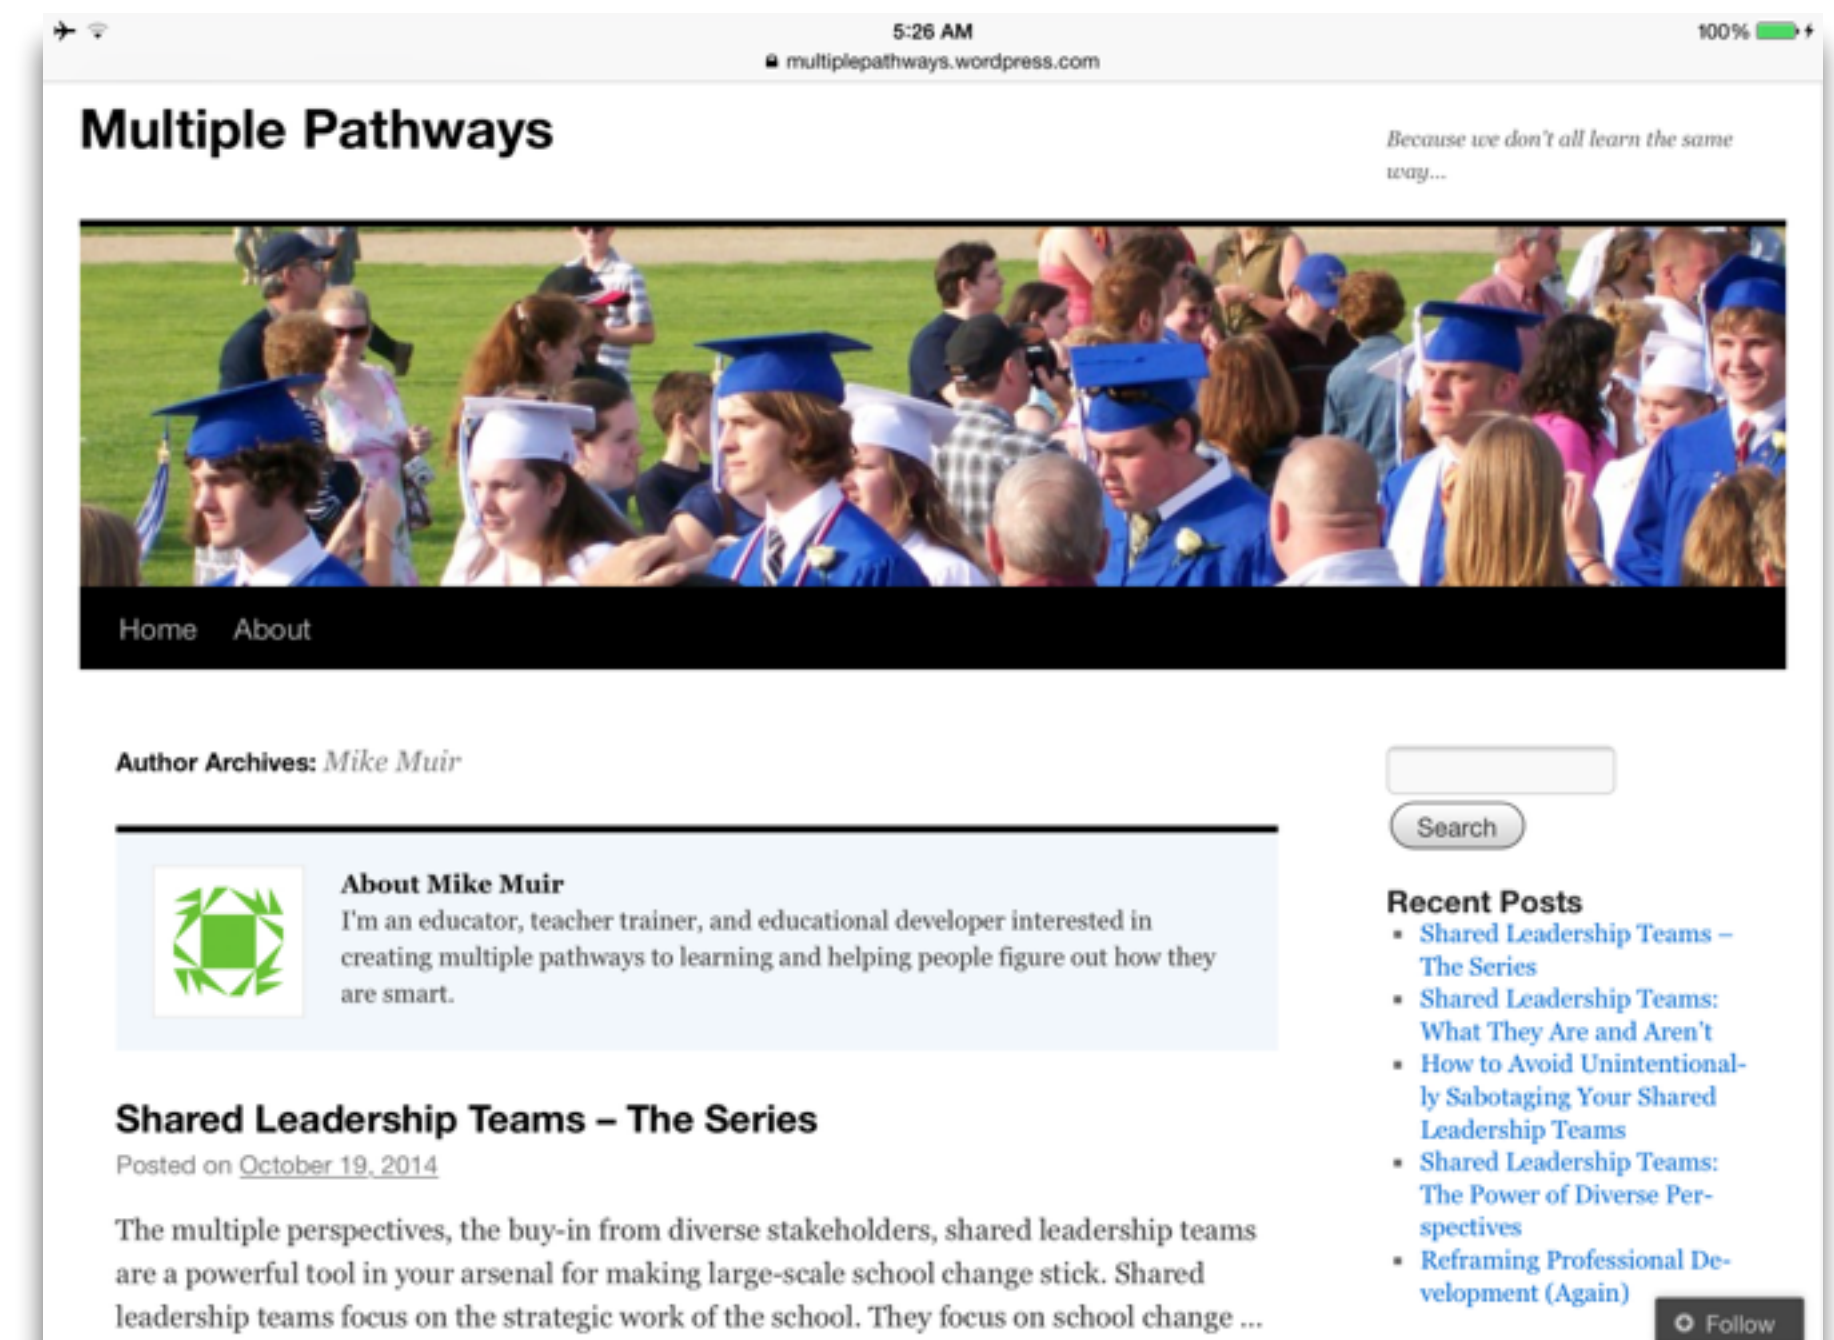 5:26 AM
100%
multiplepathways.wordpress.com
Multiple Pathways
Because we don't all learn the same
way...
Home About
Author Archives: Mike Muir
About Mike Muir
I'm an educator, teacher trainer, and educational developer interested in
creating multiple pathways to learning and helping people figure out how they
are smart.
Shared Leadership Teams – The Series
Posted on October 19, 2014
The multiple perspectives, the buy-in from diverse stakeholders, shared leadership teams
are a powerful tool in your arsenal for making large-scale school change stick. Shared
leadership teams focus on the strategic work of the school. They focus on school change ...
Search
Recent Posts
Shared Leadership Teams –
The Series
Shared Leadership Teams:
What They Are and Aren't
How to Avoid Unintentional-
ly Sabotaging Your Shared
Leadership Teams
Shared Leadership Teams:
The Power of Diverse Per-
spectives
Reframing Professional De-
velopment (Again)
Follow